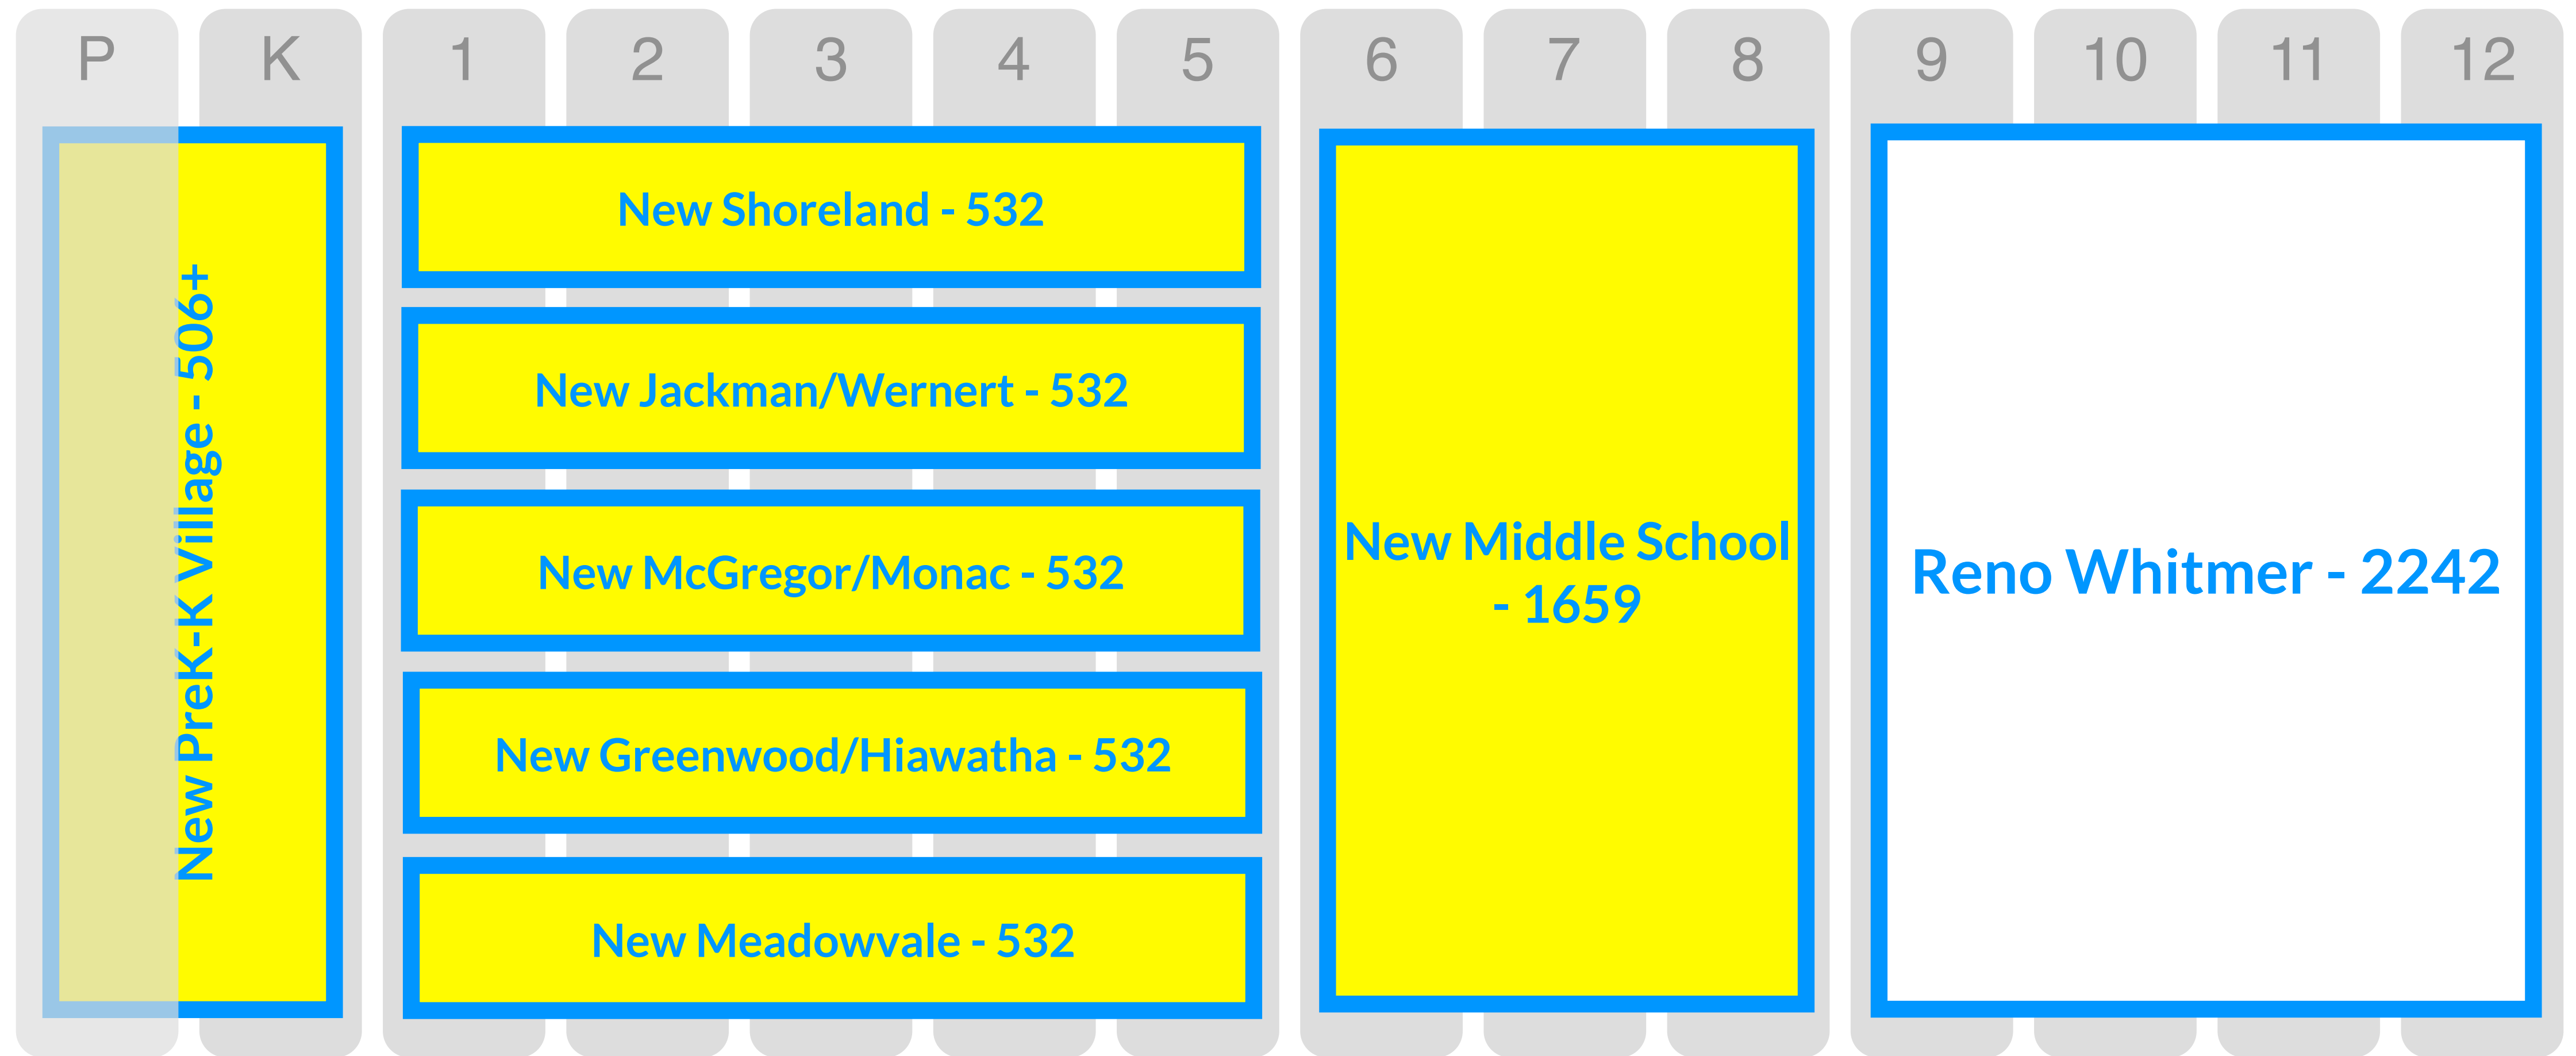 P K 1 2 3 4 5 6 7 8 9 10 11 12
New PreK-K Village - 506+
New Shoreland - 532
New Jackman/Wernert - 532
New McGregor/Monac - 532
New Greenwood/Hiawatha - 532
New Meadowvale - 532
New Middle School
- 1659
Reno Whitmer - 2242